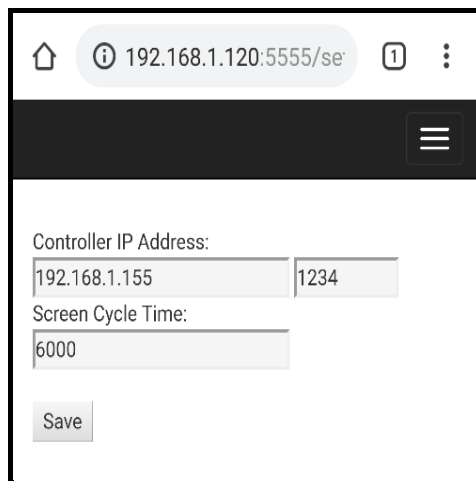 192.168.1.120:5555/se
1
Controller IP Address:
192.168.1.155 1234
Screen Cycle Time:
6000
Save